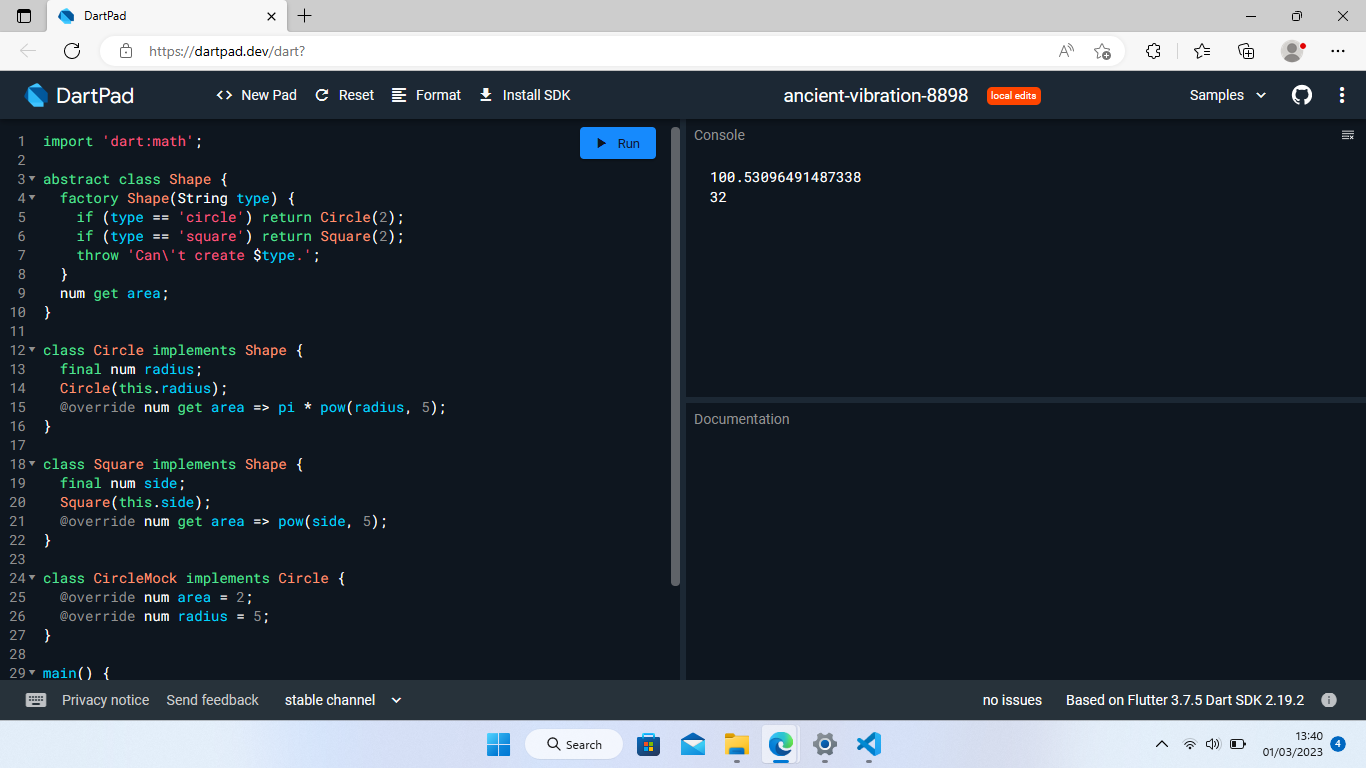 DartPad
https://dartpad.dev/dart?
DartPad
New Pad
Reset
Format
Install SDK
ancient-vibration-8898
local edits
Samples
1 import 'dart:math';
2
3 abstract class Shape {
4   factory Shape(String type) {
5     if (type == 'circle') return Circle(2);
6     if (type == 'square') return Square(2);
7     throw 'Can\'t create $type.';
8   }
9   num get area;
10 }
11
12 class Circle implements Shape {
13   final num radius;
14   Circle(this.radius);
15   @override num get area => pi * pow(radius, 5);
16 }
17
18 class Square implements Shape {
19   final num side;
20   Square(this.side);
21   @override num get area => pow(side, 5);
22 }
23
24 class CircleMock implements Circle {
25   @override num area = 2;
26   @override num radius = 5;
27 }
28
29 main() {
Run
Console
100.53096491487338
32
Documentation
Privacy notice
Send feedback
stable channel
no issues
Based on Flutter 3.7.5 Dart SDK 2.19.2
Search
13:40
01/03/2023
4